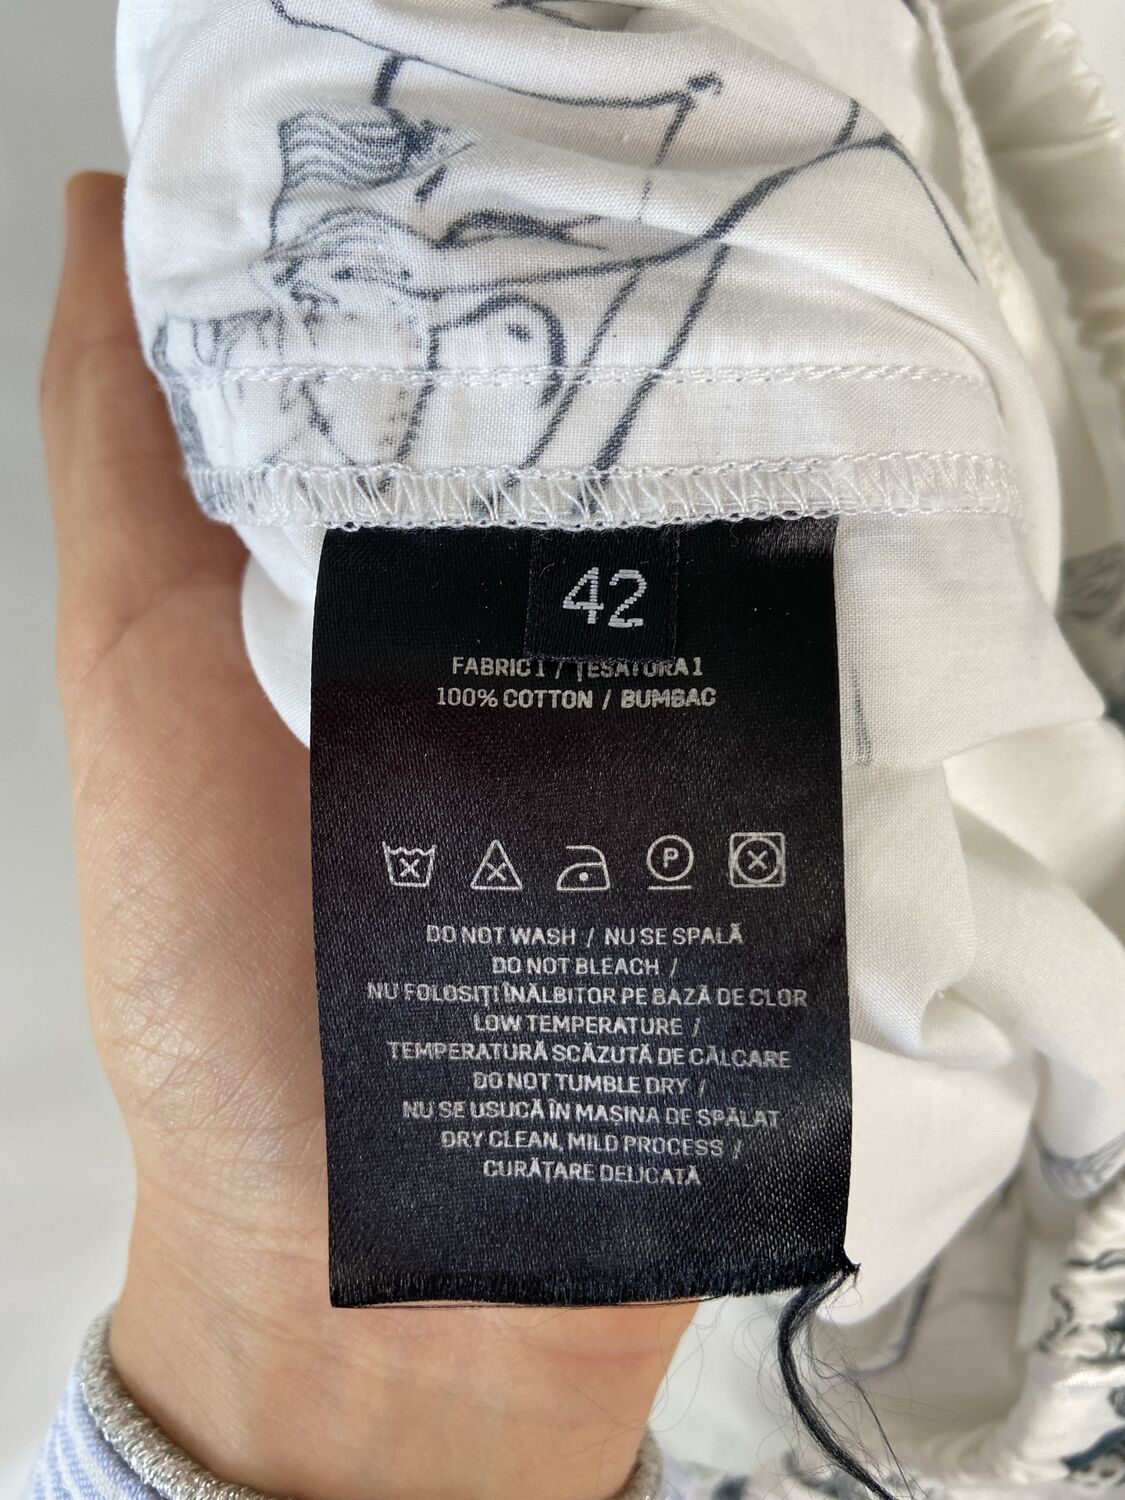 42
FABRIC 1 / ȚESĂTURA 1
100% COTTON / BUMBAC
P
DO NOT WASH / NU SE SPALĂ
DO NOT BLEACH /
NU FOLOSIȚI ÎNĂLBITOR PE BAZĂ DE CLOR
LOW TEMPERATURE /
TEMPERATURĂ SCĂZUTĂ DE CĂLCARE
DO NOT TUMBLE DRY /
NU SE USUCĂ ÎN MAȘINA DE SPĂLAT
DRY CLEAN, MILD PROCESS /
CURĂȚARE DELICATĂ